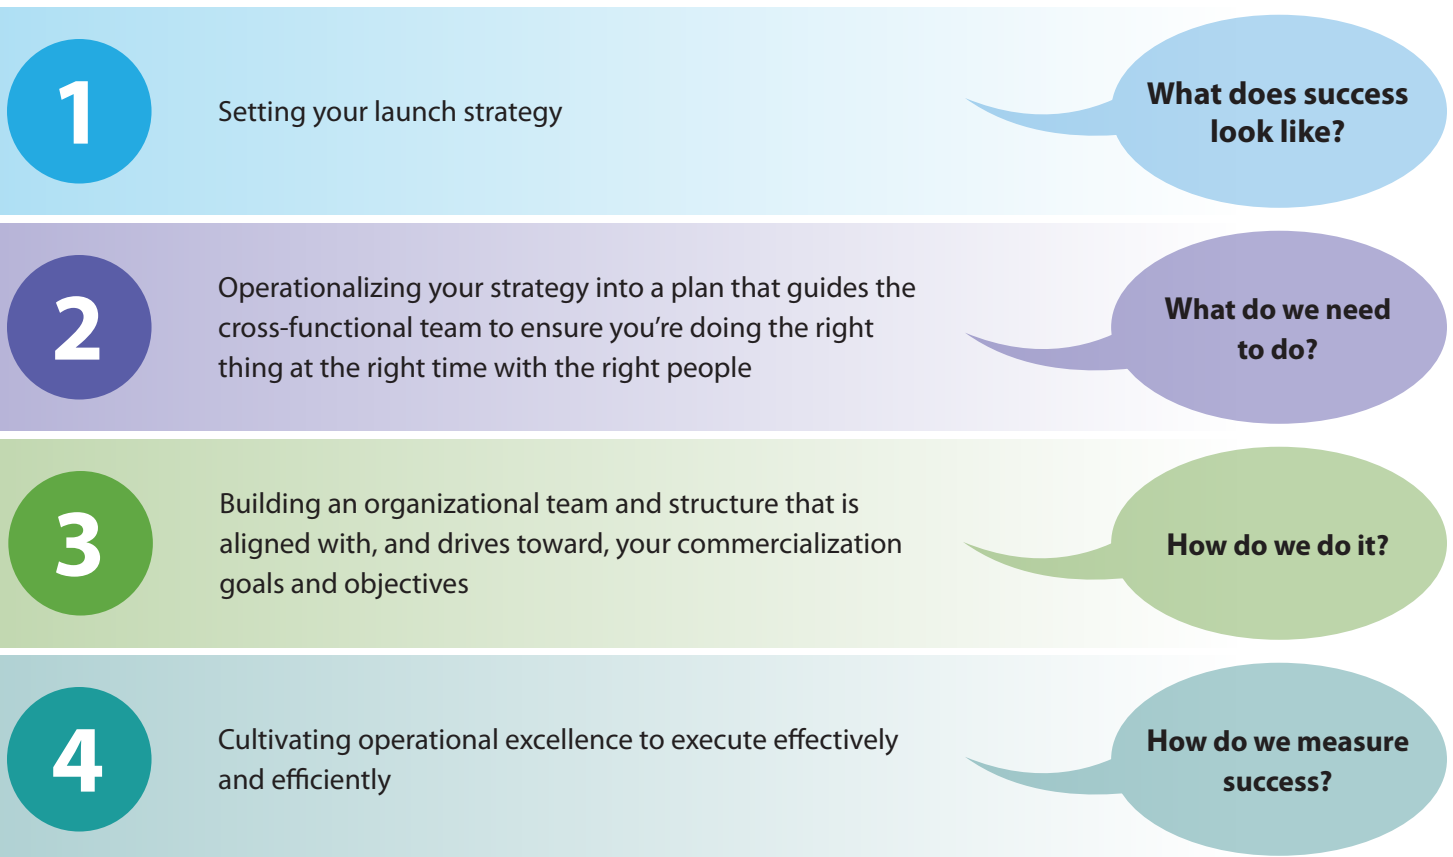 1
Setting your launch strategy
What does success
look like?
2
Operationalizing your strategy into a plan that guides the
cross-functional team to ensure you’re doing the right
thing at the right time with the right people
What do we need
to do?
3
Building an organizational team and structure that is
aligned with, and drives toward, your commercialization
goals and objectives
How do we do it?
4
Cultivating operational excellence to execute effectively
and efficiently
How do we measure
success?